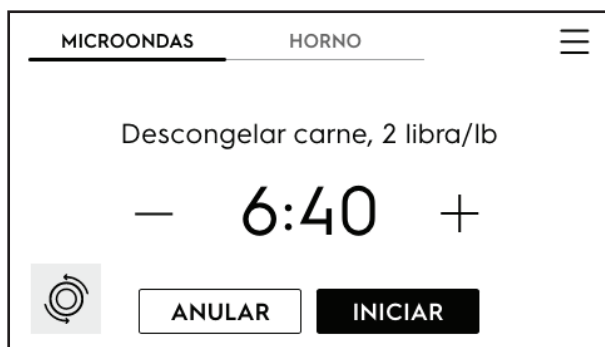 MICROONDAS HORNO
Descongelar carne, 2 libra/lb
— 6:40 +
ANULAR INICIAR